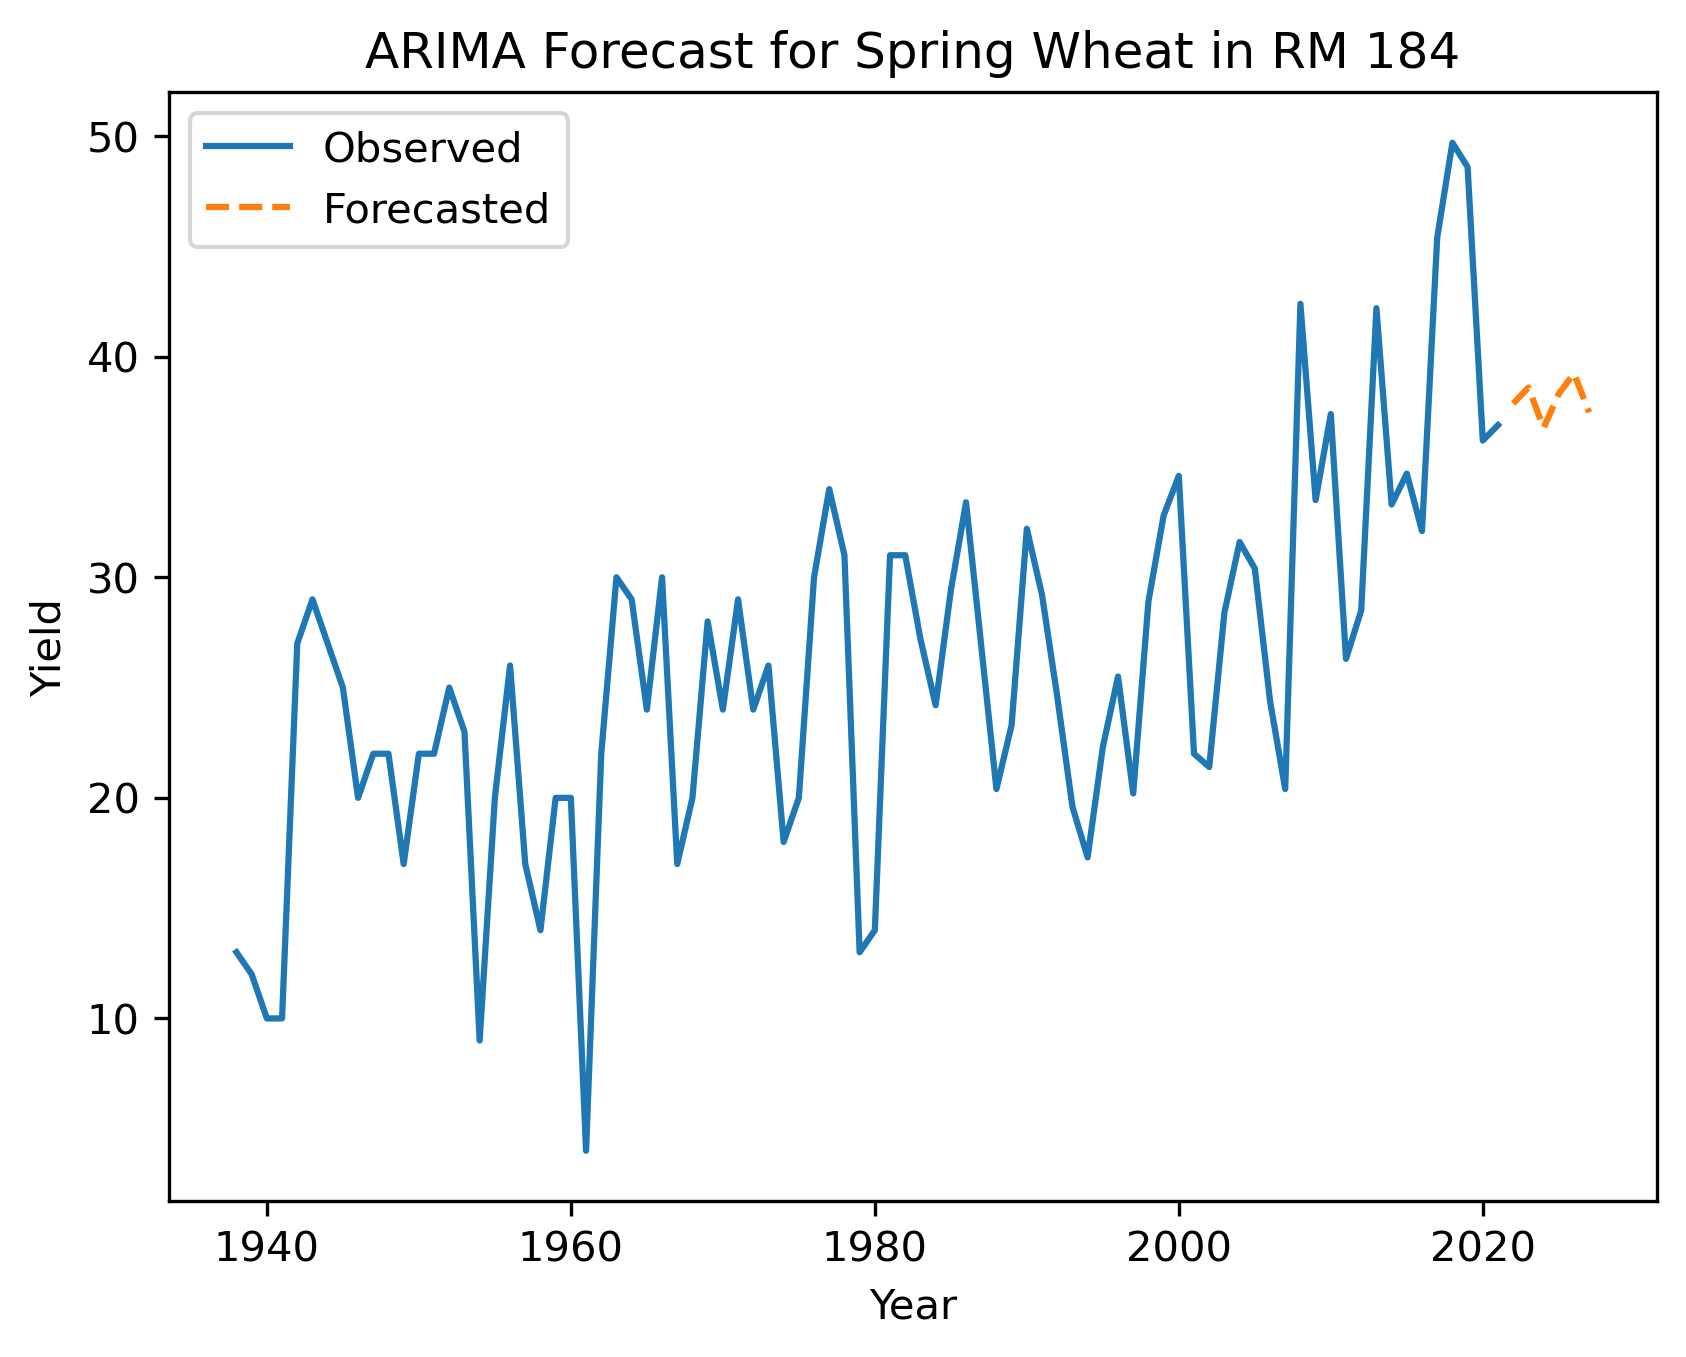 ARIMA Forecast for Spring Wheat in RM 184
Observed
Forecasted
50
40
30
20
10
Yield
1940 1960 1980 2000 2020
Year